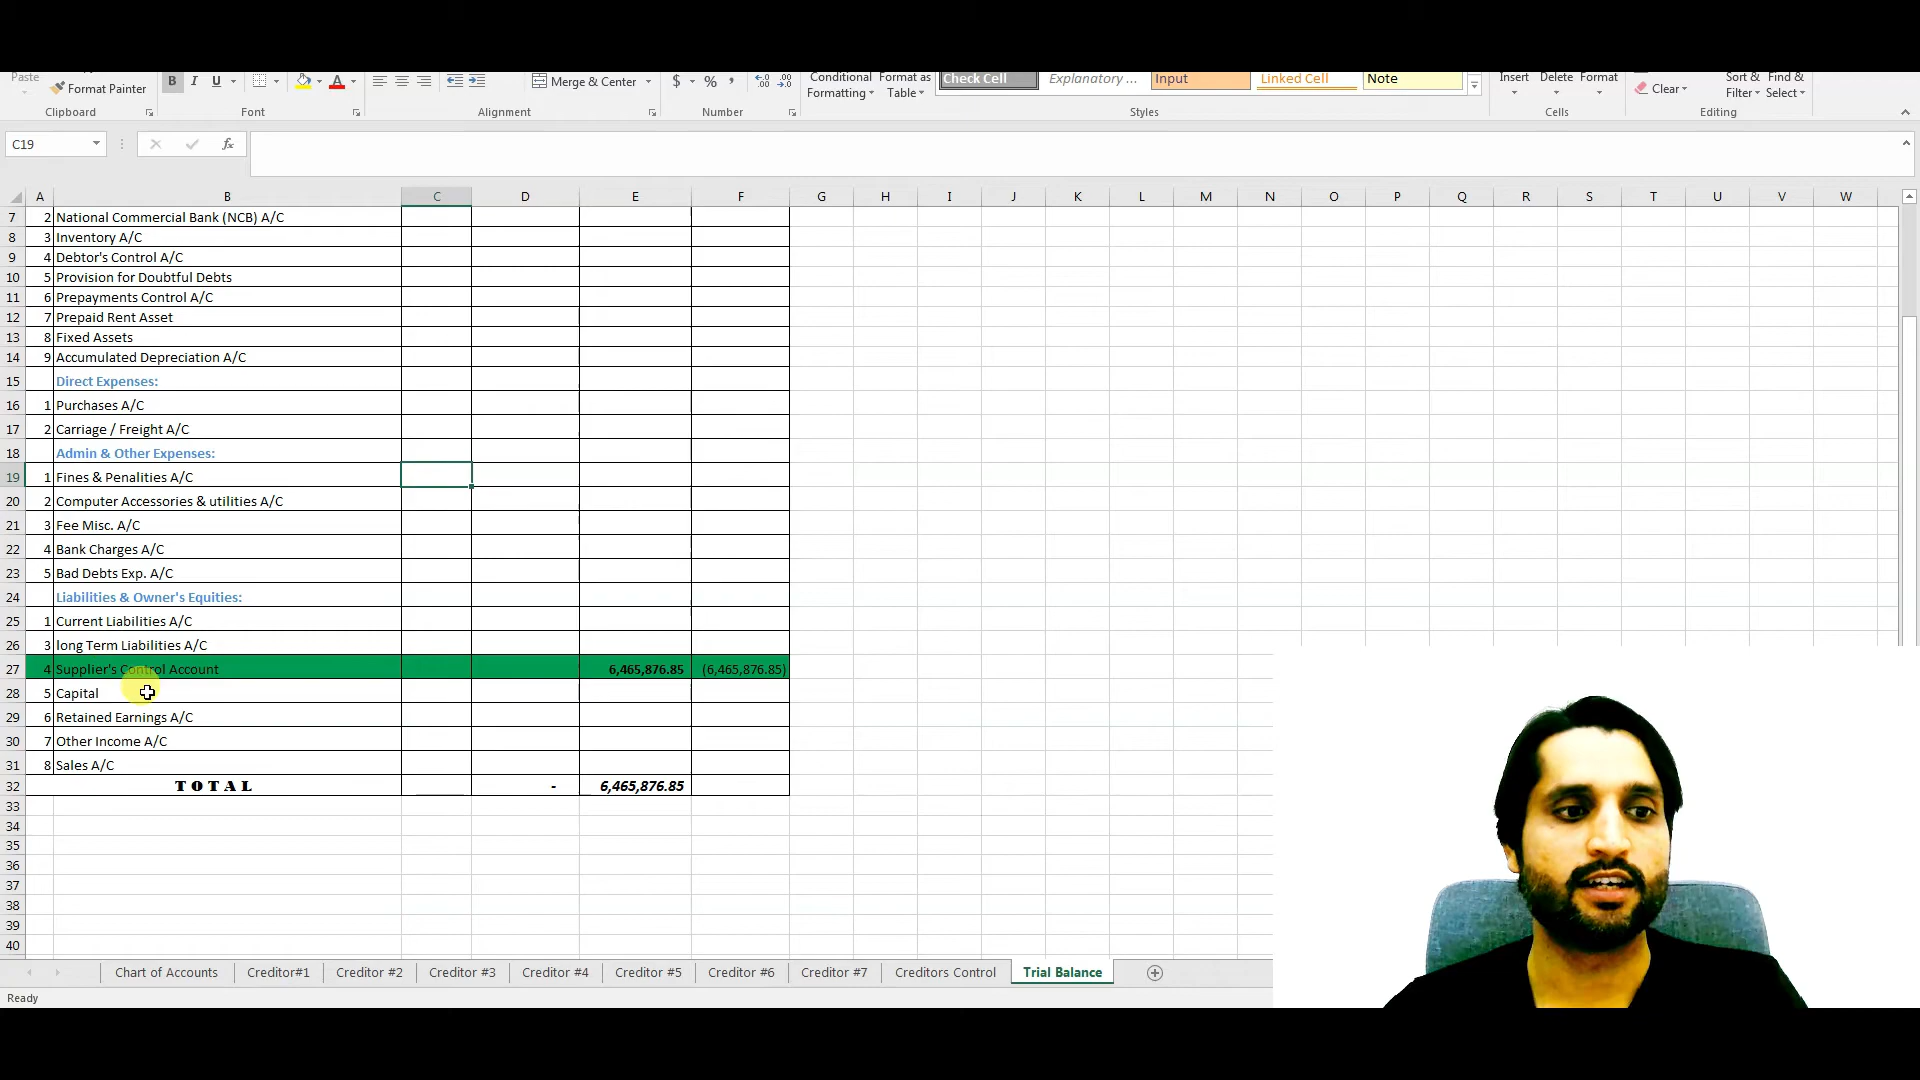 Paste Format Painter B I U A Merge & Center $ % , Conditional Format as Check Cell Explanatory ... Input Linked Cell Note Insert Delete Format Sort & Find &
Formatting Table Clear Filter Select
Clipboard Font Alignment Number Styles Cells Editing
C19 fx
A B C D E F G H I J K L M N O P Q R S T U V W
7 2 National Commercial Bank (NCB) A/C
8 3 Inventory A/C
9 4 Debtor's Control A/C
10 5 Provision for Doubtful Debts
11 6 Prepayments Control A/C
12 7 Prepaid Rent Asset
13 8 Fixed Assets
14 9 Accumulated Depreciation A/C
15 Direct Expenses:
16 1 Purchases A/C
17 2 Carriage / Freight A/C
18 Admin & Other Expenses:
19 1 Fines & Penalities A/C
20 2 Computer Accessories & utilities A/C
21 3 Fee Misc. A/C
22 4 Bank Charges A/C
23 5 Bad Debts Exp. A/C
24 Liabilities & Owner's Equities:
25 1 Current Liabilities A/C
26 3 long Term Liabilities A/C
27 4 Supplier's Control Account 6,465,876.85 (6,465,876.85)
28 5 Capital
29 6 Retained Earnings A/C
30 7 Other Income A/C
31 8 Sales A/C
32 TOTAL - 6,465,876.85
33
34
35
36
37
38
39
40
Chart of Accounts Creditor#1 Creditor #2 Creditor #3 Creditor #4 Creditor #5 Creditor #6 Creditor #7 Creditors Control Trial Balance
Ready